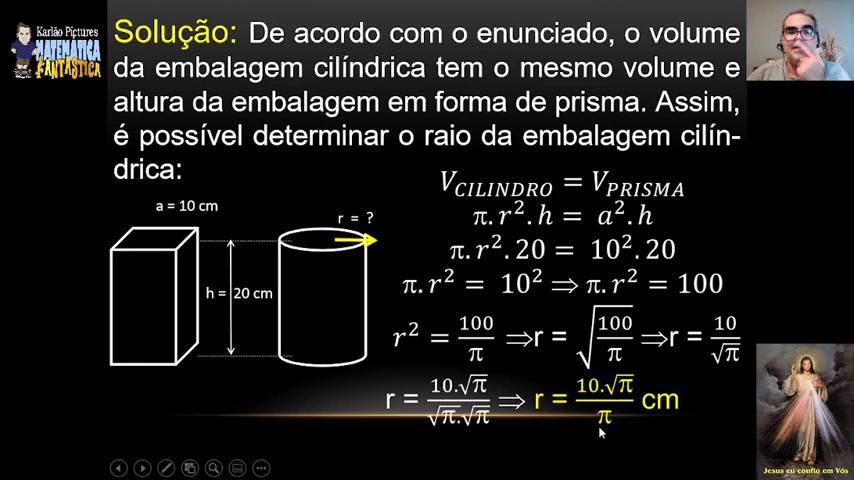 Karlão Pictures
MATEMÁTICA
FANTÁSTICA
Solução: De acordo com o enunciado, o volume
da embalagem cilíndrica tem o mesmo volume e
altura da embalagem em forma de prisma. Assim,
é possível determinar o raio da embalagem cilín-
drica:
a = 10 cm
r = ?
h = 20 cm
V_CILINDRO = V_PRISMA
π.r².h = a².h
π.r².20 = 10².20
π.r² = 10² ⇒ π.r² = 100
r² = 100/π ⇒ r = √(100/π) ⇒ r = 10/√π
r = 10.√π/√π.√π ⇒ r = 10.√π/π cm
Jesus eu confio em Vós